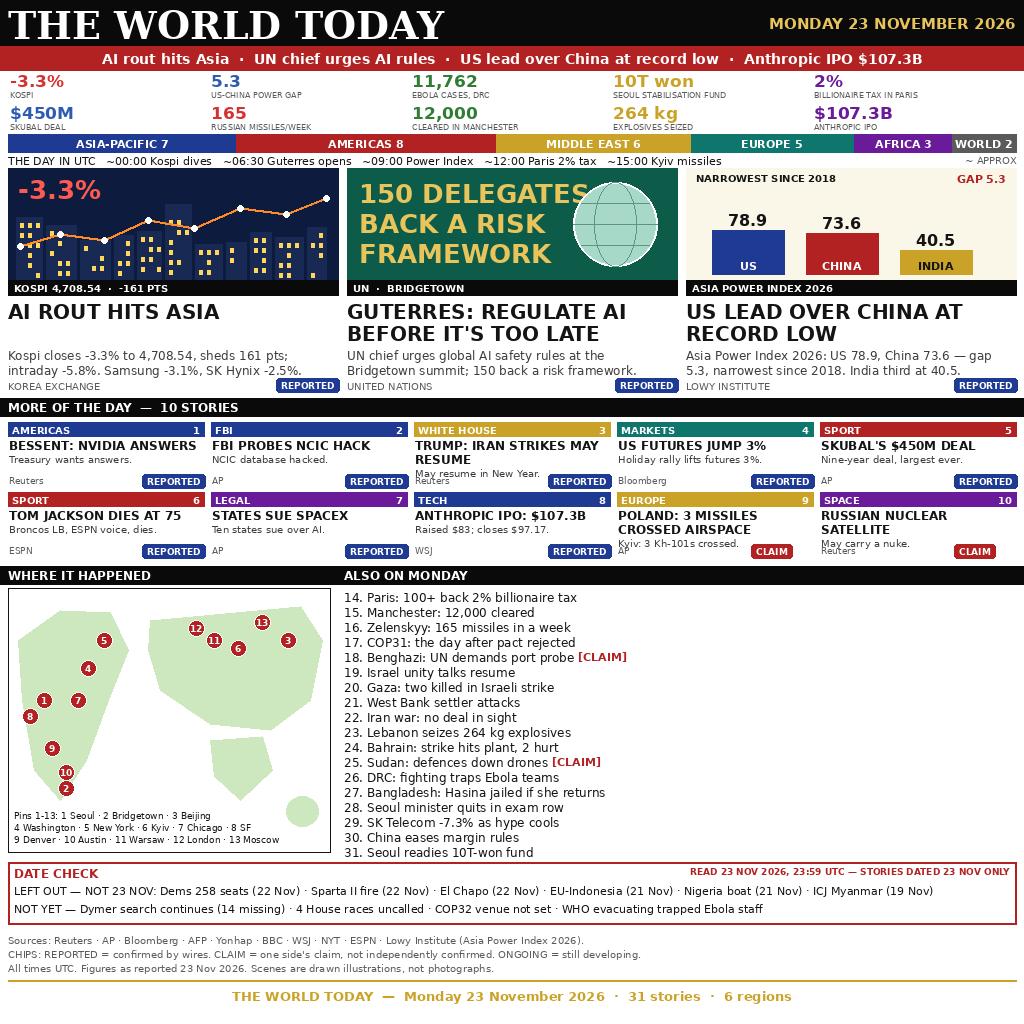 THE WORLD TODAY
MONDAY 23 NOVEMBER 2026
AI rout hits Asia · UN chief urges AI rules · US lead over China at record low · Anthropic IPO $107.3B
-3.3%
KOSPI
5.3
US-CHINA POWER GAP
11,762
EBOLA CASES, DRC
10T won
SEOUL STABILISATION FUND
2%
BILLIONAIRE TAX IN PARIS
$450M
SKUBAL DEAL
165
RUSSIAN MISSILES/WEEK
12,000
CLEARED IN MANCHESTER
264 kg
EXPLOSIVES SEIZED
$107.3B
ANTHROPIC IPO
ASIA-PACIFIC 7
AMERICAS 8
MIDDLE EAST 6
EUROPE 5
AFRICA 3
WORLD 2
THE DAY IN UTC ~00:00 Kospi dives ~06:30 Guterres opens ~09:00 Power Index ~12:00 Paris 2% tax ~15:00 Kyiv missiles
~ APPROX
-3.3%
KOSPI 4,708.54 · -161 PTS
150 DELEGATES
BACK A RISK
FRAMEWORK
UN · BRIDGETOWN
NARROWEST SINCE 2018
GAP 5.3
78.9
73.6
40.5
US
CHINA
INDIA
ASIA POWER INDEX 2026
AI ROUT HITS ASIA
Kospi closes -3.3% to 4,708.54, sheds 161 pts;
intraday -5.8%. Samsung -3.1%, SK Hynix -2.5%.
KOREA EXCHANGE
REPORTED
GUTERRES: REGULATE AI
BEFORE IT'S TOO LATE
UN chief urges global AI safety rules at the
Bridgetown summit; 150 back a risk framework.
UNITED NATIONS
REPORTED
US LEAD OVER CHINA AT
RECORD LOW
Asia Power Index 2026: US 78.9, China 73.6 — gap
5.3, narrowest since 2018. India third at 40.5.
LOWY INSTITUTE
REPORTED
MORE OF THE DAY — 10 STORIES
AMERICAS 1
BESSENT: NVIDIA ANSWERS
Treasury wants answers.
Reuters
REPORTED
FBI 2
FBI PROBES NCIC HACK
NCIC database hacked.
AP
REPORTED
WHITE HOUSE 3
TRUMP: IRAN STRIKES MAY
RESUME
May resume in New Year.
Reuters
REPORTED
MARKETS 4
US FUTURES JUMP 3%
Holiday rally lifts futures 3%.
Bloomberg
REPORTED
SPORT 5
SKUBAL'S $450M DEAL
Nine-year deal, largest ever.
AP
REPORTED
SPORT 6
TOM JACKSON DIES AT 75
Broncos LB, ESPN voice, dies.
ESPN
REPORTED
LEGAL 7
STATES SUE SPACEX
Ten states sue over AI.
AP
REPORTED
TECH 8
ANTHROPIC IPO: $107.3B
Raised $83; closes $97.17.
WSJ
REPORTED
EUROPE 9
POLAND: 3 MISSILES
CROSSED AIRSPACE
Kyiv: 3 Kh-101s crossed.
AP
CLAIM
SPACE 10
RUSSIAN NUCLEAR
SATELLITE
May carry a nuke.
Reuters
CLAIM
WHERE IT HAPPENED
12
13
5
11
6
3
4
1
7
8
9
10
2
Pins 1-13: 1 Seoul · 2 Bridgetown · 3 Beijing
4 Washington · 5 New York · 6 Kyiv · 7 Chicago · 8 SF
9 Denver · 10 Austin · 11 Warsaw · 12 London · 13 Moscow
ALSO ON MONDAY
14. Paris: 100+ back 2% billionaire tax
15. Manchester: 12,000 cleared
16. Zelenskyy: 165 missiles in a week
17. COP31: the day after pact rejected
18. Benghazi: UN demands port probe [CLAIM]
19. Israel unity talks resume
20. Gaza: two killed in Israeli strike
21. West Bank settler attacks
22. Iran war: no deal in sight
23. Lebanon seizes 264 kg explosives
24. Bahrain: strike hits plant, 2 hurt
25. Sudan: defences down drones [CLAIM]
26. DRC: fighting traps Ebola teams
27. Bangladesh: Hasina jailed if she returns
28. Seoul minister quits in exam row
29. SK Telecom -7.3% as hype cools
30. China eases margin rules
31. Seoul readies 10T-won fund
DATE CHECK
READ 23 NOV 2026, 23:59 UTC — STORIES DATED 23 NOV ONLY
LEFT OUT — NOT 23 NOV: Dems 258 seats (22 Nov) · Sparta II fire (22 Nov) · El Chapo (22 Nov) · EU-Indonesia (21 Nov) · Nigeria boat (21 Nov) · ICJ Myanmar (19 Nov)
NOT YET — Dymer search continues (14 missing) · 4 House races uncalled · COP32 venue not set · WHO evacuating trapped Ebola staff
Sources: Reuters · AP · Bloomberg · AFP · Yonhap · BBC · WSJ · NYT · ESPN · Lowy Institute (Asia Power Index 2026).
CHIPS: REPORTED = confirmed by wires. CLAIM = one side's claim, not independently confirmed. ONGOING = still developing.
All times UTC. Figures as reported 23 Nov 2026. Scenes are drawn illustrations, not photographs.
THE WORLD TODAY — Monday 23 November 2026 · 31 stories · 6 regions